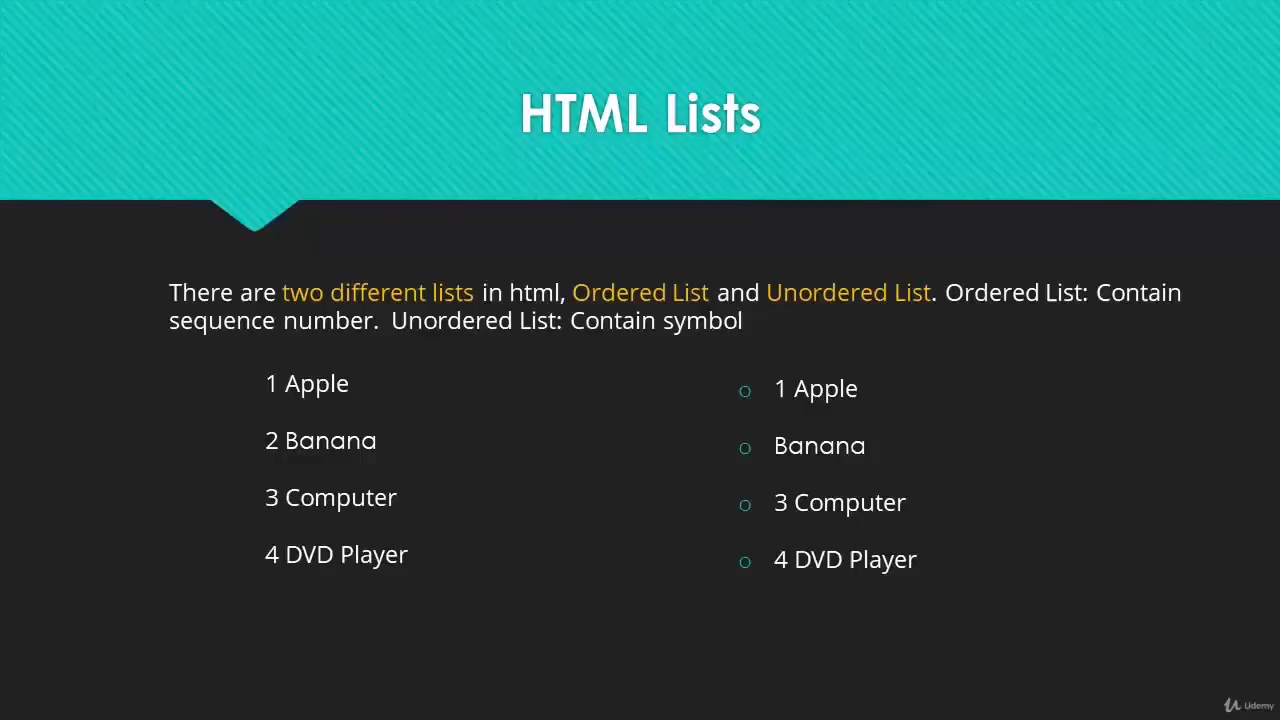 HTML Lists
There are two different lists in html, Ordered List and Unordered List. Ordered List: Contain
sequence number.  Unordered List: Contain symbol
1 Apple
2 Banana
3 Computer
4 DVD Player
o 1 Apple
o Banana
o 3 Computer
o 4 DVD Player
Udemy